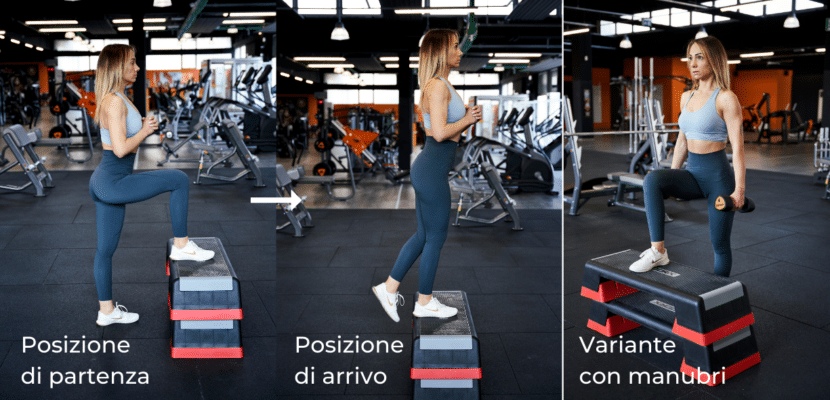 Posizione
di partenza
Posizione
di arrivo
Variante
con manubri